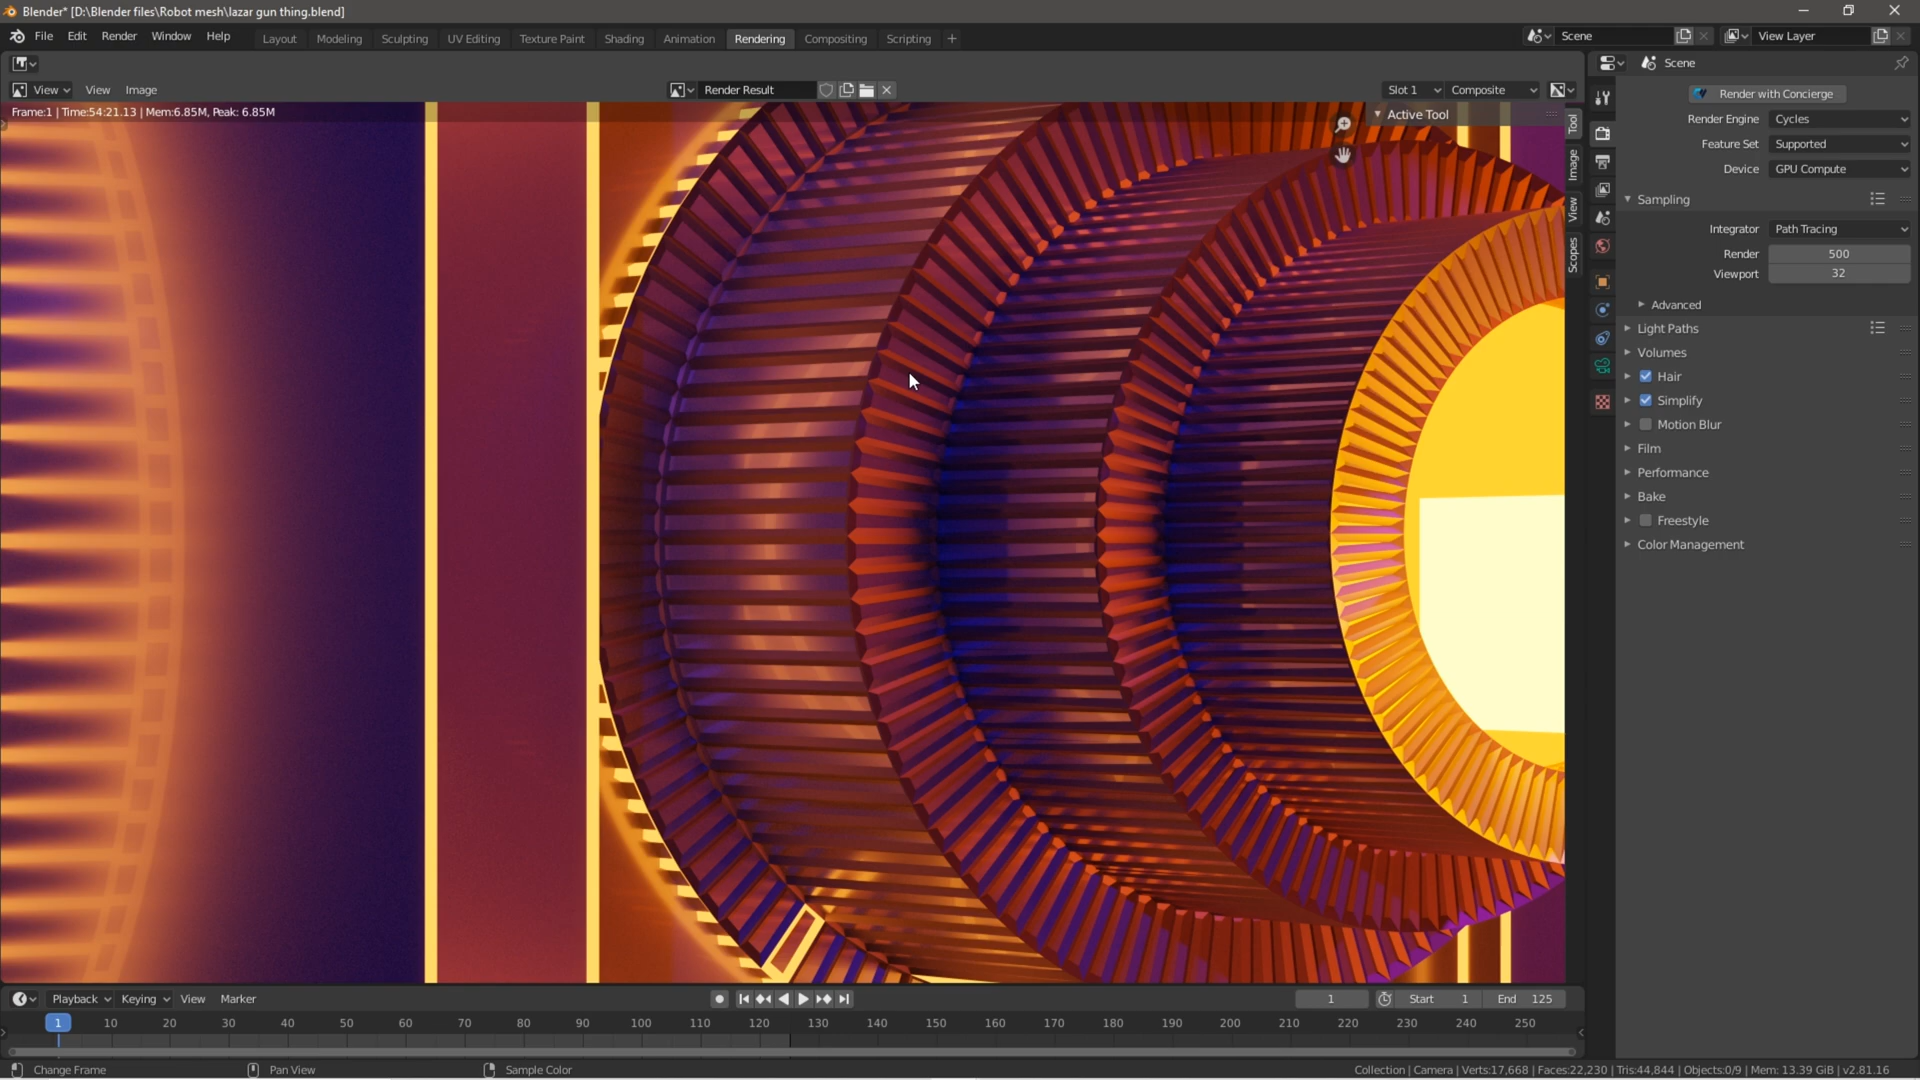 Blender* [D:\Blender files\Robot mesh\lazar gun thing.blend]
File Edit Render Window Help Layout Modeling Sculpting UV Editing Texture Paint Shading Animation Rendering Compositing Scripting + Scene View Layer
Scene
View View Image Render Result Slot 1 Composite
Frame:1 | Time:54:21.13 | Mem:6.85M, Peak: 6.85M
Active Tool
Tool
Image
View
Scopes
Render with Concierge
Render Engine Cycles
Feature Set Supported
Device GPU Compute
Sampling
Integrator Path Tracing
Render 500
Viewport 32
Advanced
Light Paths
Volumes
Hair
Simplify
Motion Blur
Film
Performance
Bake
Freestyle
Color Management
Playback Keying View Marker 1 Start 1 End 125
1 10 20 30 40 50 60 70 80 90 100 110 120 130 140 150 160 170 180 190 200 210 220 230 240 250
Change Frame Pan View Sample Color Collection | Camera | Verts:17,668 | Faces:22,230 | Tris:44,844 | Objects:0/9 | Mem: 13.39 GiB | v2.81.16